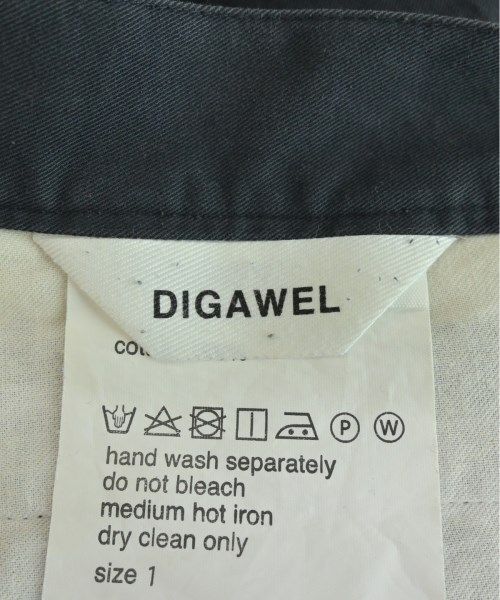 DIGAWEL
P W
hand wash separately
do not bleach
medium hot iron
dry clean only
size 1